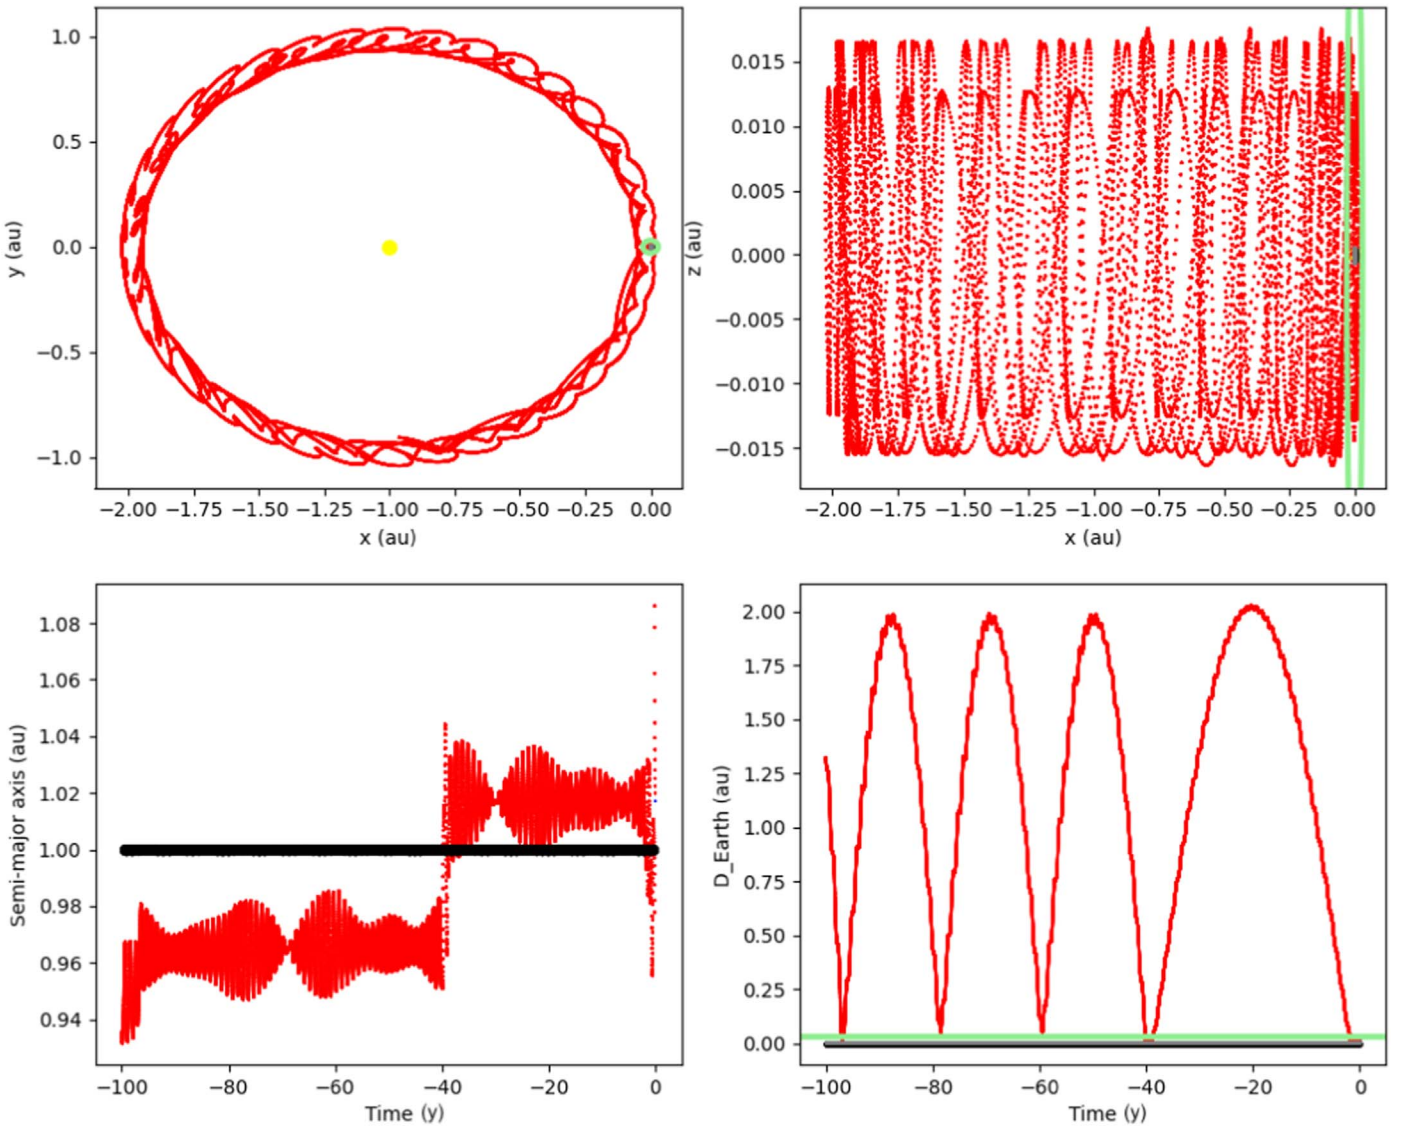 1.0
0.5
0.0
−0.5
−1.0
y (au)
−2.00 −1.75 −1.50 −1.25 −1.00 −0.75 −0.50 −0.25 0.00
x (au)
0.015
0.010
0.005
0.000
−0.005
−0.010
−0.015
z (au)
−2.00 −1.75 −1.50 −1.25 −1.00 −0.75 −0.50 −0.25 0.00
x (au)
1.08
1.06
1.04
1.02
1.00
0.98
0.96
0.94
Semi-major axis (au)
−100 −80 −60 −40 −20 0
Time (y)
2.00
1.75
1.50
1.25
1.00
0.75
0.50
0.25
0.00
D_Earth (au)
−100 −80 −60 −40 −20 0
Time (y)